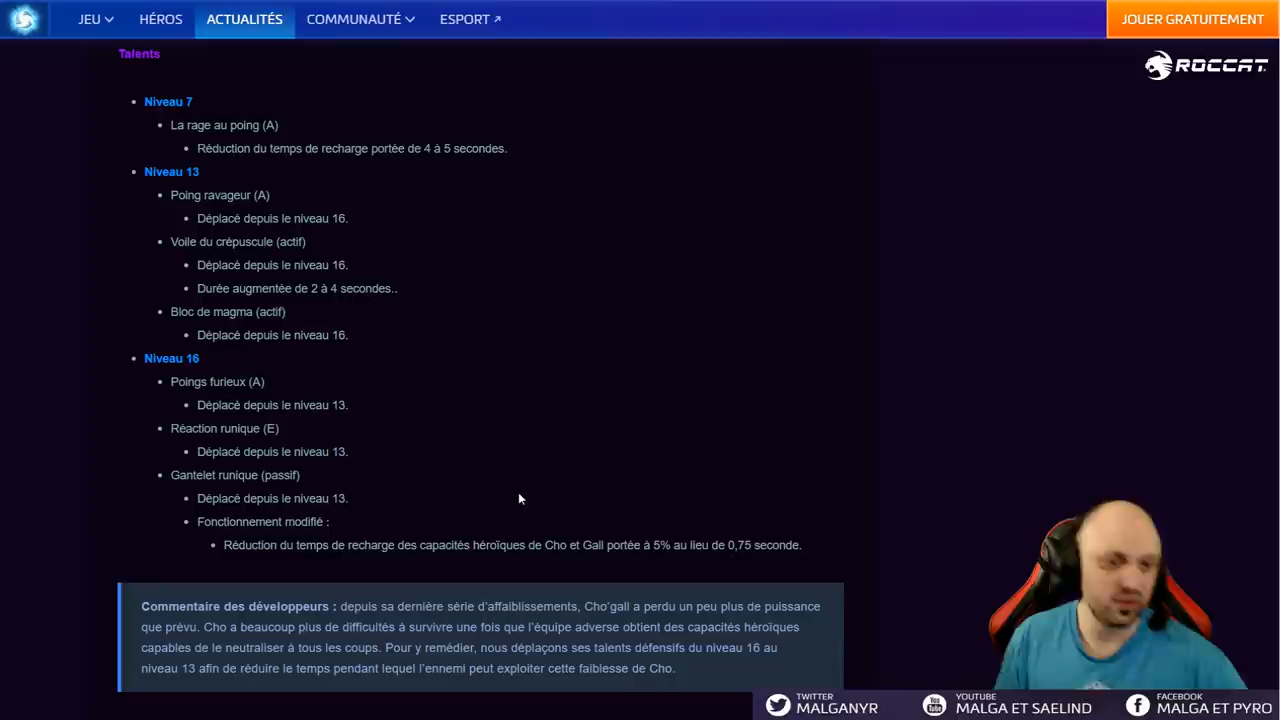 JEU HÉROS ACTUALITÉS COMMUNAUTÉ ESPORT JOUER GRATUITEMENT
Talents
ROCCAT
Niveau 7
La rage au poing (A)
Réduction du temps de recharge portée de 4 à 5 secondes.
Niveau 13
Poing ravageur (A)
Déplacé depuis le niveau 16.
Voile du crépuscule (actif)
Déplacé depuis le niveau 16.
Durée augmentée de 2 à 4 secondes..
Bloc de magma (actif)
Déplacé depuis le niveau 16.
Niveau 16
Poings furieux (A)
Déplacé depuis le niveau 13.
Réaction runique (E)
Déplacé depuis le niveau 13.
Gantelet runique (passif)
Déplacé depuis le niveau 13.
Fonctionnement modifié :
Réduction du temps de recharge des capacités héroïques de Cho et Gall portée à 5% au lieu de 0,75 seconde.
Commentaire des développeurs : depuis sa dernière série d'affaiblissements, Cho'gall a perdu un peu plus de puissance
que prévu. Cho a beaucoup plus de difficultés à survivre une fois que l'équipe adverse obtient des capacités héroïques
capables de le neutraliser à tous les coups. Pour y remédier, nous déplaçons ses talents défensifs du niveau 16 au
niveau 13 afin de réduire le temps pendant lequel l'ennemi peut exploiter cette faiblesse de Cho.
TWITTER
MALGANYR
YOUTUBE
MALGA ET SAELIND
FACEBOOK
MALGA ET PYRO